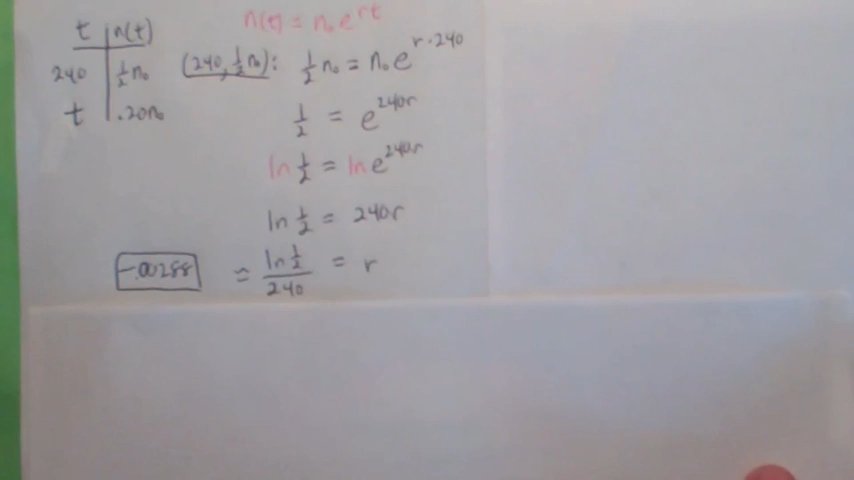 n(t) = n₀e^rt
t | n(t)
240 | ½n₀
t | .20n₀
(240, ½n₀): ½n₀ = n₀e^r·240
½ = e^240r
ln ½ = ln e^240r
ln ½ = 240r
-.00288 ≈ ln ½ / 240 = r